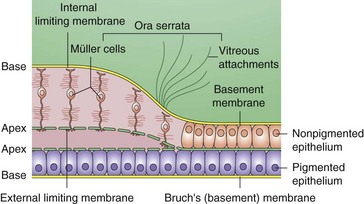 Internal
limiting membrane
Ora serrata
Müller cells
Vitreous
attachments
Base
Basement
membrane
Apex
Nonpigmented
epithelium
Apex
Pigmented
epithelium
Base
External limiting membrane
Bruch's (basement) membrane